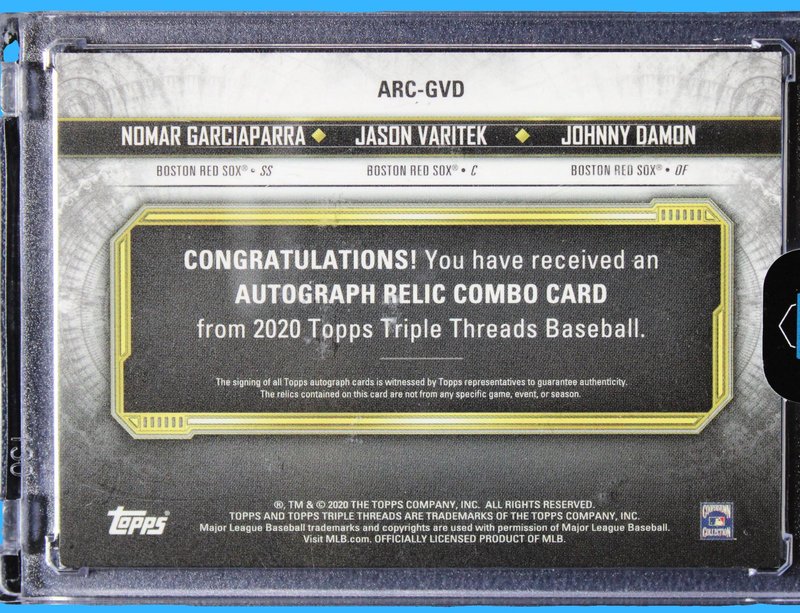 ARC-GVD
NOMAR GARCIAPARRA ◆ JASON VARITEK ◆ JOHNNY DAMON
BOSTON RED SOX® • SS BOSTON RED SOX® • C BOSTON RED SOX® • OF
CONGRATULATIONS! You have received an
AUTOGRAPH RELIC COMBO CARD
from 2020 Topps Triple Threads Baseball.
The signing of all Topps autograph cards is witnessed by Topps representatives to guarantee authenticity.
The relics contained on this card are not from any specific game, event, or season.
topps®
®, TM & © 2020 THE TOPPS COMPANY, INC. ALL RIGHTS RESERVED.
TOPPS AND TOPPS TRIPLE THREADS ARE TRADEMARKS OF THE TOPPS COMPANY, INC.
Major League Baseball trademarks and copyrights are used with permission of Major League Baseball.
Visit MLB.com. OFFICIALLY LICENSED PRODUCT OF MLB.
COOPERSTOWN
COLLECTION